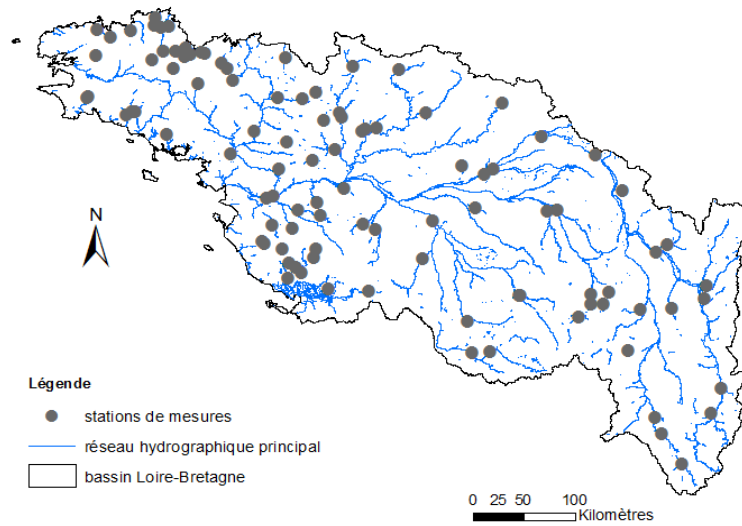 N
Légende
stations de mesures
réseau hydrographique principal
bassin Loire-Bretagne
0 25 50 100
Kilomètres